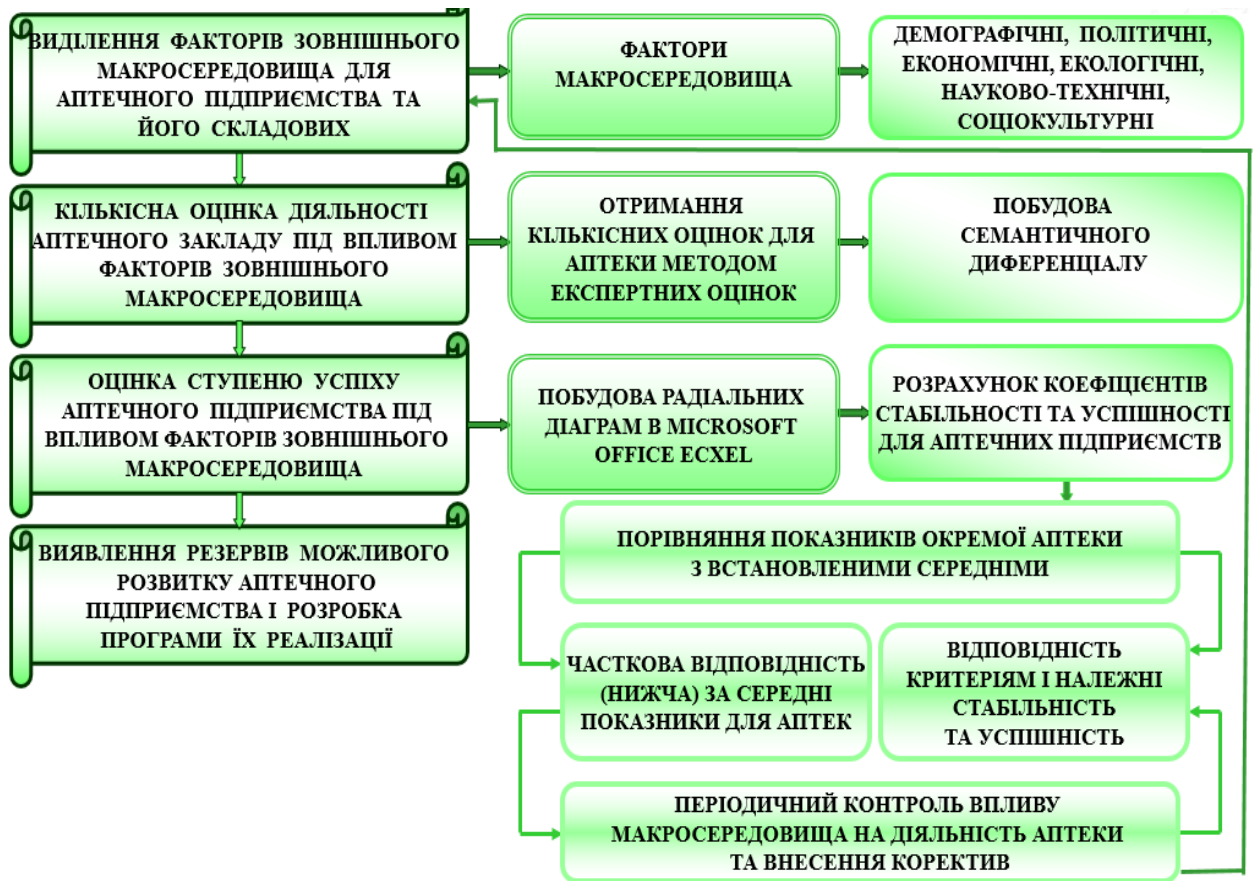 ВИДІЛЕННЯ ФАКТОРІВ ЗОВНІШНЬОГО
МАКРОСЕРЕДОВИЩА ДЛЯ
АПТЕЧНОГО ПІДПРИЄМСТВА ТА
ЙОГО СКЛАДОВИХ
ФАКТОРИ
МАКРОСЕРЕДОВИЩА
ДЕМОГРАФІЧНІ, ПОЛІТИЧНІ,
ЕКОНОМІЧНІ, ЕКОЛОГІЧНІ,
НАУКОВО-ТЕХНІЧНІ,
СОЦІОКУЛЬТУРНІ
КІЛЬКІСНА ОЦІНКА ДІЯЛЬНОСТІ
АПТЕЧНОГО ЗАКЛАДУ ПІД ВПЛИВОМ
ФАКТОРІВ ЗОВНІШНЬОГО
МАКРОСЕРЕДОВИЩА
ОТРИМАННЯ
КІЛЬКІСНИХ ОЦІНОК ДЛЯ
АПТЕКИ МЕТОДОМ
ЕКСПЕРТНИХ ОЦІНОК
ПОБУДОВА
СЕМАНТИЧНОГО
ДИФЕРЕНЦІАЛУ
ОЦІНКА СТУПЕНЮ УСПІХУ
АПТЕЧНОГО ПІДПРИЄМСТВА ПІД
ВПЛИВОМ ФАКТОРІВ ЗОВНІШНЬОГО
МАКРОСЕРЕДОВИЩА
ПОБУДОВА РАДІАЛЬНИХ
ДІАГРАМ В MICROSOFT
OFFICE ECXEL
РОЗРАХУНОК КОЕФІЦІЄНТІВ
СТАБІЛЬНОСТІ ТА УСПІШНОСТІ
ДЛЯ АПТЕЧНИХ ПІДПРИЄМСТВ
ВИЯВЛЕННЯ РЕЗЕРВІВ МОЖЛИВОГО
РОЗВИТКУ АПТЕЧНОГО
ПІДПРИЄМСТВА І РОЗРОБКА
ПРОГРАМИ ЇХ РЕАЛІЗАЦІЇ
ПОРІВНЯННЯ ПОКАЗНИКІВ ОКРЕМОЇ АПТЕКИ
З ВСТАНОВЛЕНИМИ СЕРЕДНІМИ
ЧАСТКОВА ВІДПОВІДНІСТЬ
(НИЖЧА) ЗА СЕРЕДНІ
ПОКАЗНИКИ ДЛЯ АПТЕК
ВІДПОВІДНІСТЬ
КРИТЕРІЯМ І НАЛЕЖНІ
СТАБІЛЬНІСТЬ
ТА УСПІШНІСТЬ
ПЕРІОДИЧНИЙ КОНТРОЛЬ ВПЛИВУ
МАКРОСЕРЕДОВИЩА НА ДІЯЛЬНІСТЬ АПТЕКИ
ТА ВНЕСЕННЯ КОРЕКТИВ